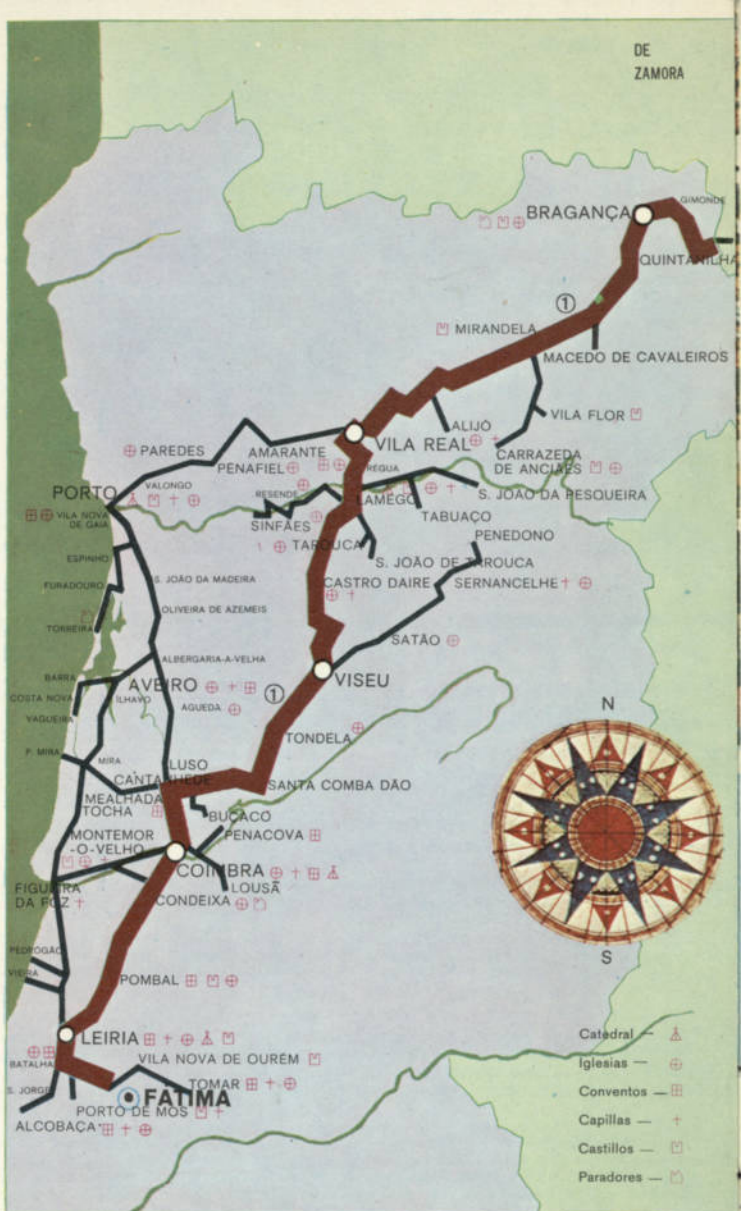 DE
ZAMORA
BRAGANÇA
GIMONDE
QUINTANILHA
①
MIRANDELA
MACEDO DE CAVALEIROS
ALIJÓ
VILA FLOR
VILA REAL
CARRAZEDA
DE ANCIÃES
PAREDES
AMARANTE
PENAFIEL
REGUA
VALONGO
PORTO
RESENDE
LAMEGO
S. JOÃO DA PESQUEIRA
VILA NOVA
DE GAIA
SINFÃES
TABUAÇO
TAROUCA
PENEDONO
ESPINHO
S. JOÃO DE TAROUCA
S. JOÃO DA MADEIRA
CASTRO DAIRE
SERNANCELHE
FURADOURO
OLIVEIRA DE AZEMEIS
TORREIRA
SATÃO
ALBERGARIA-A-VELHA
BARRA
AVEIRO
①
VISEU
COSTA NOVA
ILHAVO
AGUEDA
VAGUEIRA
TONDELA
N
P. MIRA
MIRA
LUSO
CANTANHEDE
SANTA COMBA DÃO
MEALHADA
TOCHA
BUÇACO
MONTEMOR
-O-VELHO
PENACOVA
COIMBRA
FIGUEIRA
DA FOZ
LOUSÃ
CONDEIXA
PEDROGÃO
S
VIEIRA
POMBAL
LEIRIA
Catedral —
BATALHA
VILA NOVA DE OURÉM
Iglesias —
S. JORGE
TOMAR
Conventos —
FÁTIMA
PORTO DE MÓS
Capillas —
ALCOBAÇA
Castillos —
Paradores —